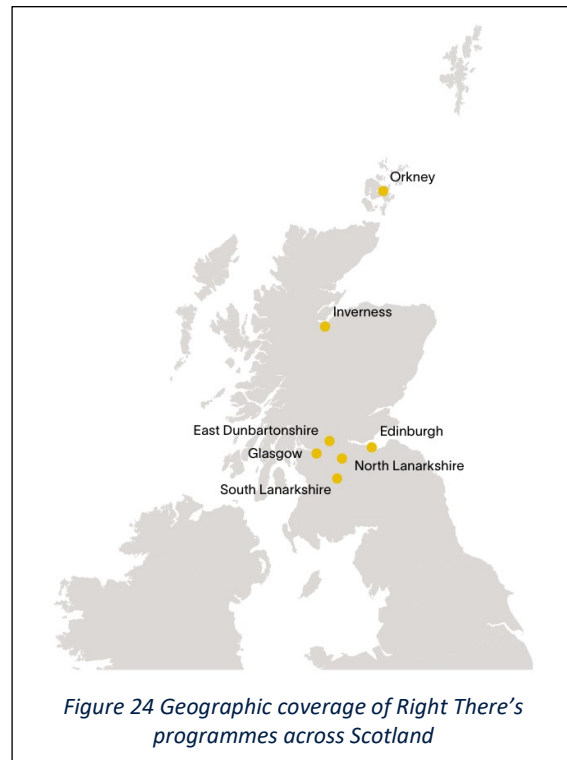 Orkney
Inverness
East Dunbartonshire
Edinburgh
Glasgow
North Lanarkshire
South Lanarkshire
Figure 24 Geographic coverage of Right There’s
programmes across Scotland